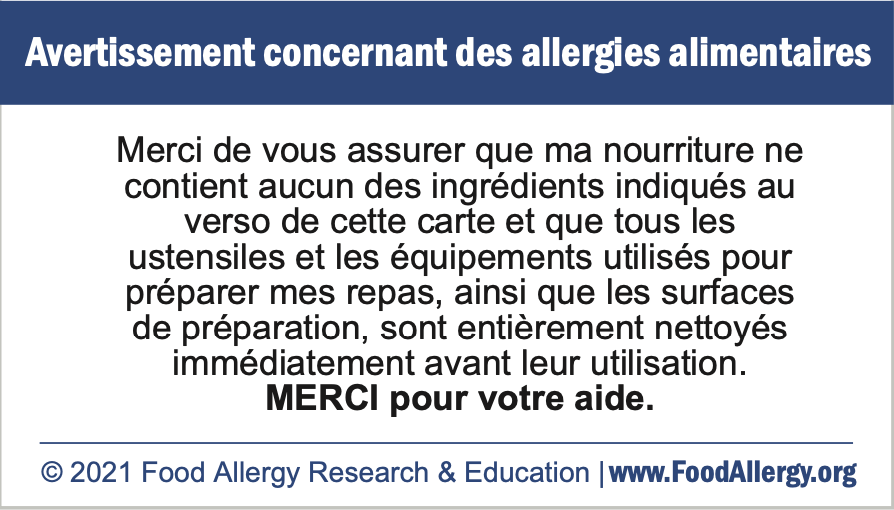 Avertissement concernant des allergies alimentaires
Merci de vous assurer que ma nourriture ne
contient aucun des ingrédients indiqués au
verso de cette carte et que tous les
ustensiles et les équipements utilisés pour
préparer mes repas, ainsi que les surfaces
de préparation, sont entièrement nettoyés
immédiatement avant leur utilisation.
MERCI pour votre aide.
© 2021 Food Allergy Research & Education | www.FoodAllergy.org